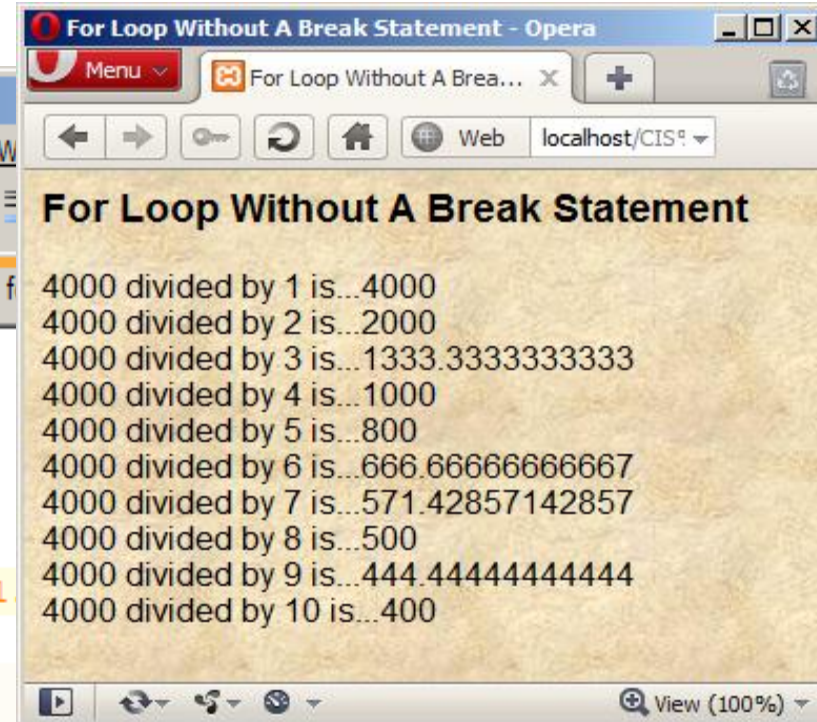 For Loop Without A Break Statement - Opera
Menu
For Loop Without A Brea...
Web
localhost/CIS
For Loop Without A Break Statement
4000 divided by 1 is...4000
4000 divided by 2 is...2000
4000 divided by 3 is...1333.3333333333
4000 divided by 4 is...1000
4000 divided by 5 is...800
4000 divided by 6 is...666.66666666667
4000 divided by 7 is...571.42857142857
4000 divided by 8 is...500
4000 divided by 9 is...444.44444444444
4000 divided by 10 is...400
View (100%)